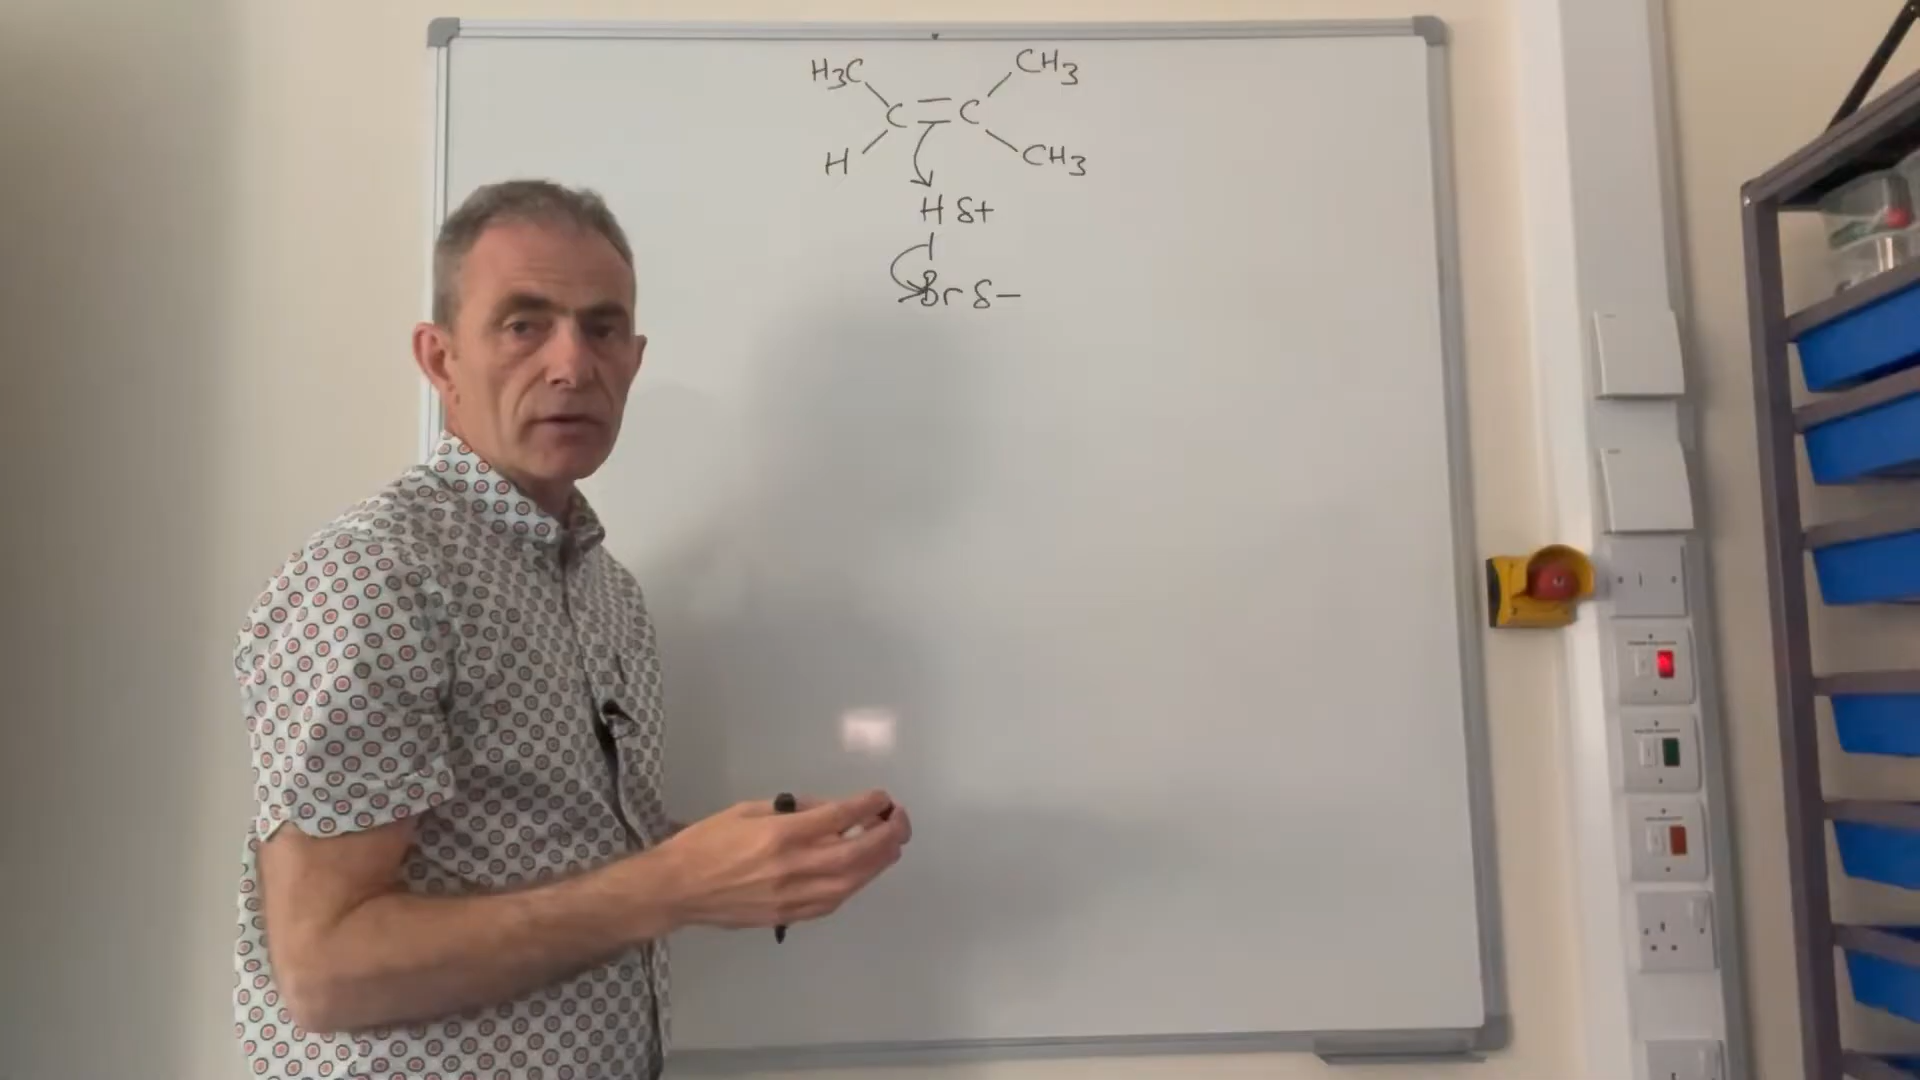 H3C CH3
C=C
H CH3
H δ+
Br δ-